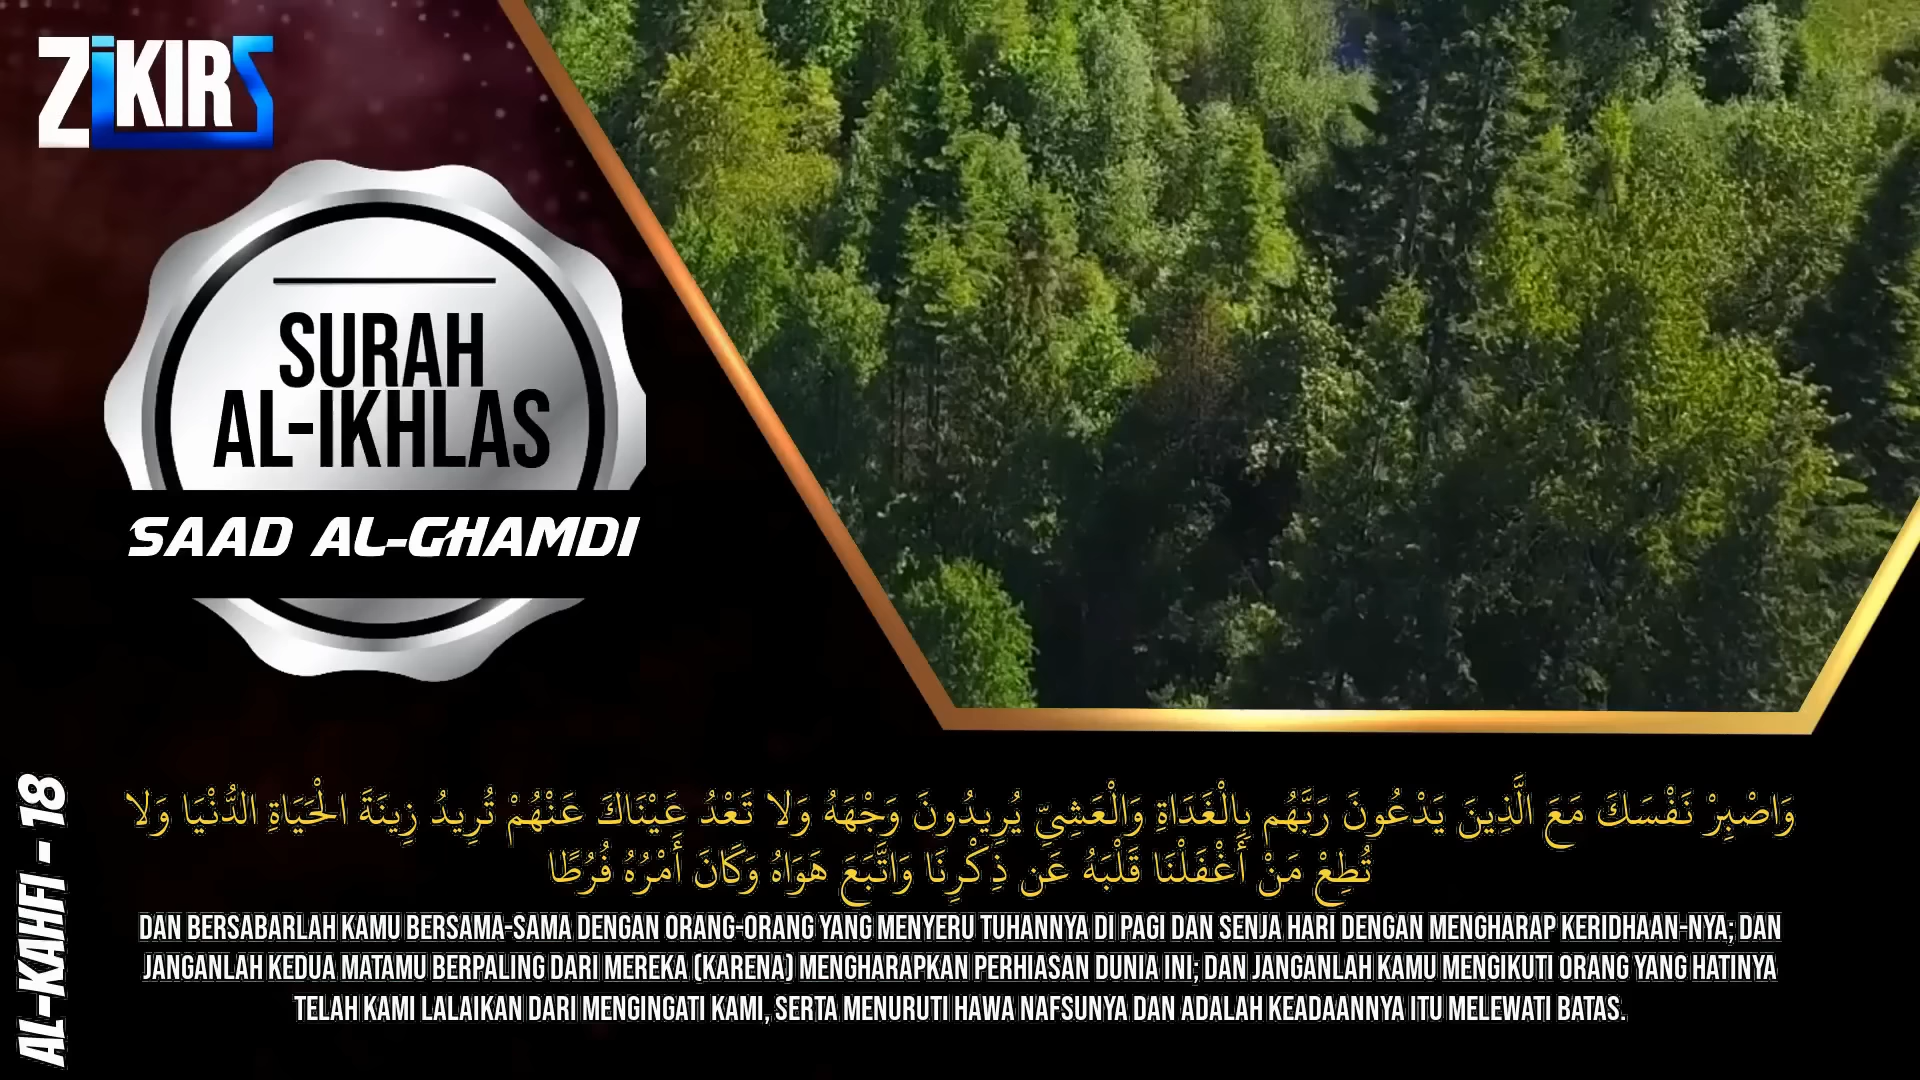 ZiKIRS
SURAH
AL-IKHLAS
SAAD AL-GHAMDI
AL-KAHFI - 18
وَاصْبِرْ نَفْسَكَ مَعَ الَّذِينَ يَدْعُونَ رَبَّهُم بِالْغَدَاةِ وَالْعَشِيِّ يُرِيدُونَ وَجْهَهُ وَلا تَعْدُ عَيْنَاكَ عَنْهُمْ تُرِيدُ زِينَةَ الْحَيَاةِ الدُّنْيَا وَلا
تُطِعْ مَنْ أَغْفَلْنَا قَلْبَهُ عَن ذِكْرِنَا وَاتَّبَعَ هَوَاهُ وَكَانَ أَمْرُهُ فُرُطًا
DAN BERSABARLAH KAMU BERSAMA-SAMA DENGAN ORANG-ORANG YANG MENYERU TUHANNYA DI PAGI DAN SENJA HARI DENGAN MENGHARAP KERIDHAAN-NYA; DAN
JANGANLAH KEDUA MATAMU BERPALING DARI MEREKA (KARENA) MENGHARAPKAN PERHIASAN DUNIA INI; DAN JANGANLAH KAMU MENGIKUTI ORANG YANG HATINYA
TELAH KAMI LALAIKAN DARI MENGINGATI KAMI, SERTA MENURUTI HAWA NAFSUNYA DAN ADALAH KEADAANNYA ITU MELEWATI BATAS.